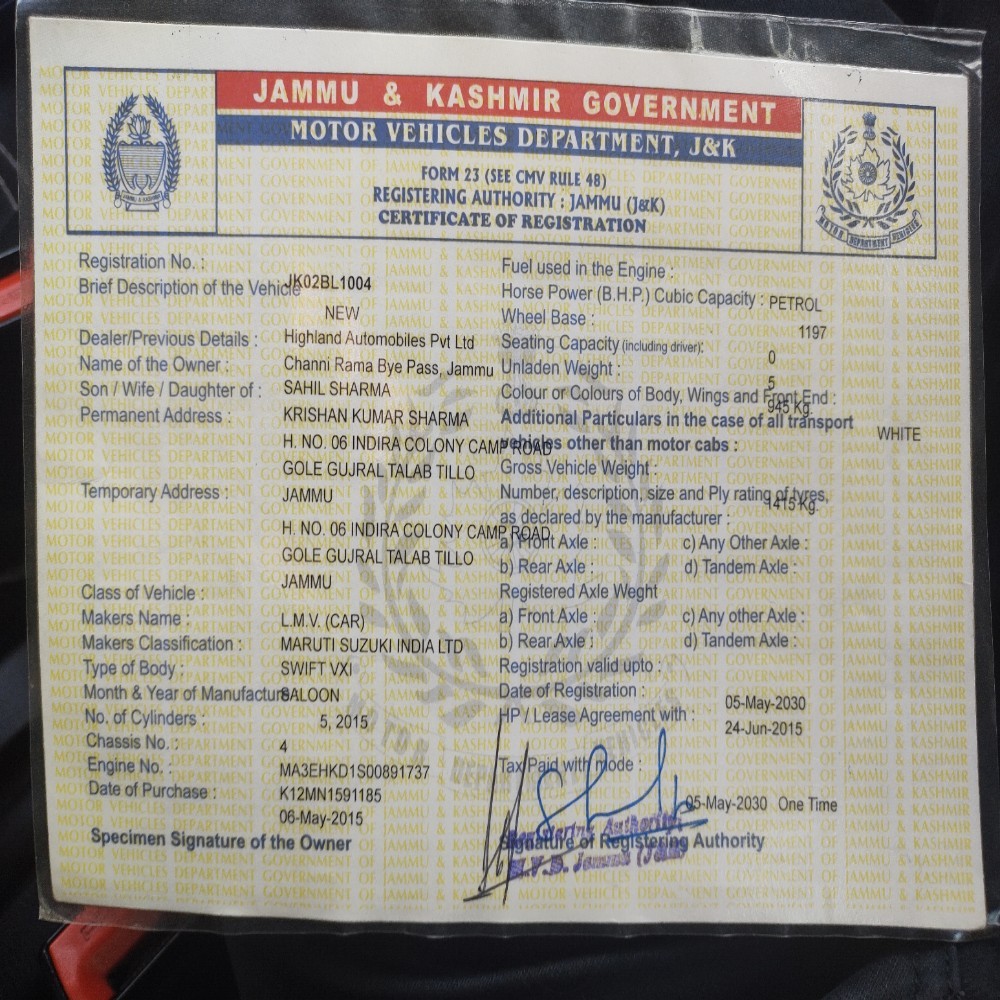 JAMMU & KASHMIR GOVERNMENT
MOTOR VEHICLES DEPARTMENT, J&K
FORM 23 (SEE CMV RULE 48)
REGISTERING AUTHORITY : JAMMU (J&K)
CERTIFICATE OF REGISTRATION
MOTOR DEPARTMENT VEHICLES
Registration No. :
JK02BL1004
Brief Description of the Vehicle
NEW
Dealer/Previous Details : Highland Automobiles Pvt Ltd
Channi Rama Bye Pass, Jammu
Name of the Owner :
SAHIL SHARMA
Son / Wife / Daughter of :
KRISHAN KUMAR SHARMA
Permanent Address :
H. NO. 06 INDIRA COLONY CAMP ROAD
GOLE GUJRAL TALAB TILLO
JAMMU
Temporary Address :
H. NO. 06 INDIRA COLONY CAMP ROAD
GOLE GUJRAL TALAB TILLO
JAMMU
Class of Vehicle :
L.M.V. (CAR)
Makers Name :
MARUTI SUZUKI INDIA LTD
Makers Classification :
SWIFT VXI
Type of Body :
SALOON
Month & Year of Manufacture
5, 2015
No. of Cylinders :
4
Chassis No. :
MA3EHKD1S00891737
Engine No. :
K12MN1591185
Date of Purchase :
06-May-2015
Specimen Signature of the Owner
Fuel used in the Engine :
PETROL
Horse Power (B.H.P.) Cubic Capacity :
1197
Wheel Base :
0
Seating Capacity (including driver):
5
Unladen Weight :
945 Kg.
Colour or Colours of Body, Wings and Front End :
WHITE
Additional Particulars in the case of all transport
vehicles other than motor cabs :
Gross Vehicle Weight :
1415 Kg.
Number, description, size and Ply rating of tyres,
as declared by the manufacturer :
a) Front Axle : c) Any Other Axle :
b) Rear Axle : d) Tandem Axle :
Registered Axle Weght
a) Front Axle : c) Any other Axle :
b) Rear Axle : d) Tandem Axle :
Registration valid upto :
05-May-2030
Date of Registration :
24-Jun-2015
HP / Lease Agreement with :
Tax Paid with mode :
05-May-2030 One Time
Registering Authority
Signature of Registering Authority
M.V.D. Jammu (J&K)